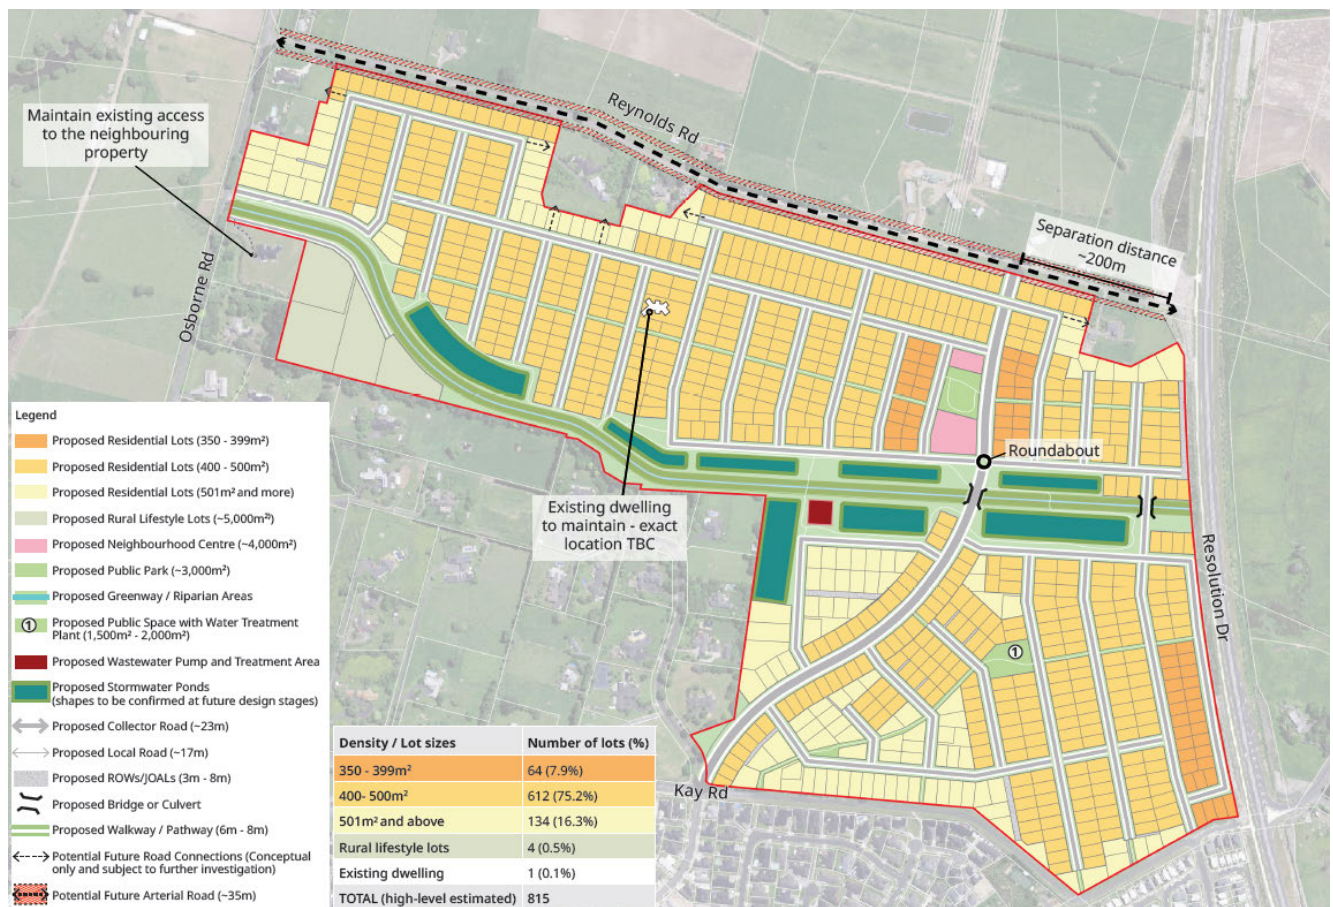 Maintain existing access
to the neighbouring
property
Reynolds Rd
Separation distance
~200m
Osborne Rd
Roundabout
Existing dwelling
to maintain - exact
location TBC
Resolution Dr
Kay Rd
1
Legend
Proposed Residential Lots (350 - 399m²)
Proposed Residential Lots (400 - 500m²)
Proposed Residential Lots (501m² and more)
Proposed Rural Lifestyle Lots (~5,000m²)
Proposed Neighbourhood Centre (~4,000m²)
Proposed Public Park (~3,000m²)
Proposed Greenway / Riparian Areas
1 Proposed Public Space with Water Treatment
Plant (1,500m² - 2,000m²)
Proposed Wastewater Pump and Treatment Area
Proposed Stormwater Ponds
(shapes to be confirmed at future design stages)
Proposed Collector Road (~23m)
Proposed Local Road (~17m)
Proposed ROWs/JOALs (3m - 8m)
Proposed Bridge or Culvert
Proposed Walkway / Pathway (6m - 8m)
Potential Future Road Connections (Conceptual
only and subject to further investigation)
Potential Future Arterial Road (~35m)
Density / Lot sizes Number of lots (%)
350 - 399m² 64 (7.9%)
400- 500m² 612 (75.2%)
501m² and above 134 (16.3%)
Rural lifestyle lots 4 (0.5%)
Existing dwelling 1 (0.1%)
TOTAL (high-level estimated) 815